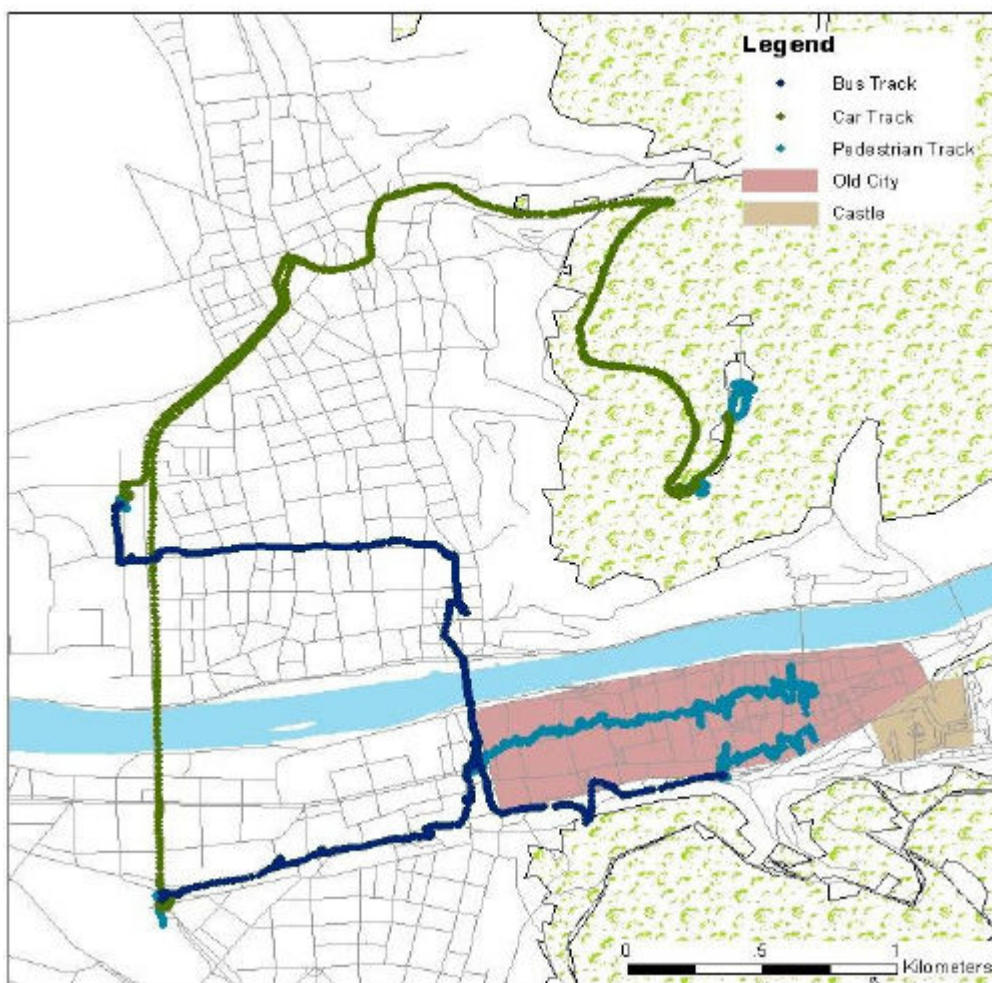 Legend
Bus Track
Car Track
Pedestrian Track
Old City
Castle
0 .5 1
Kilometers